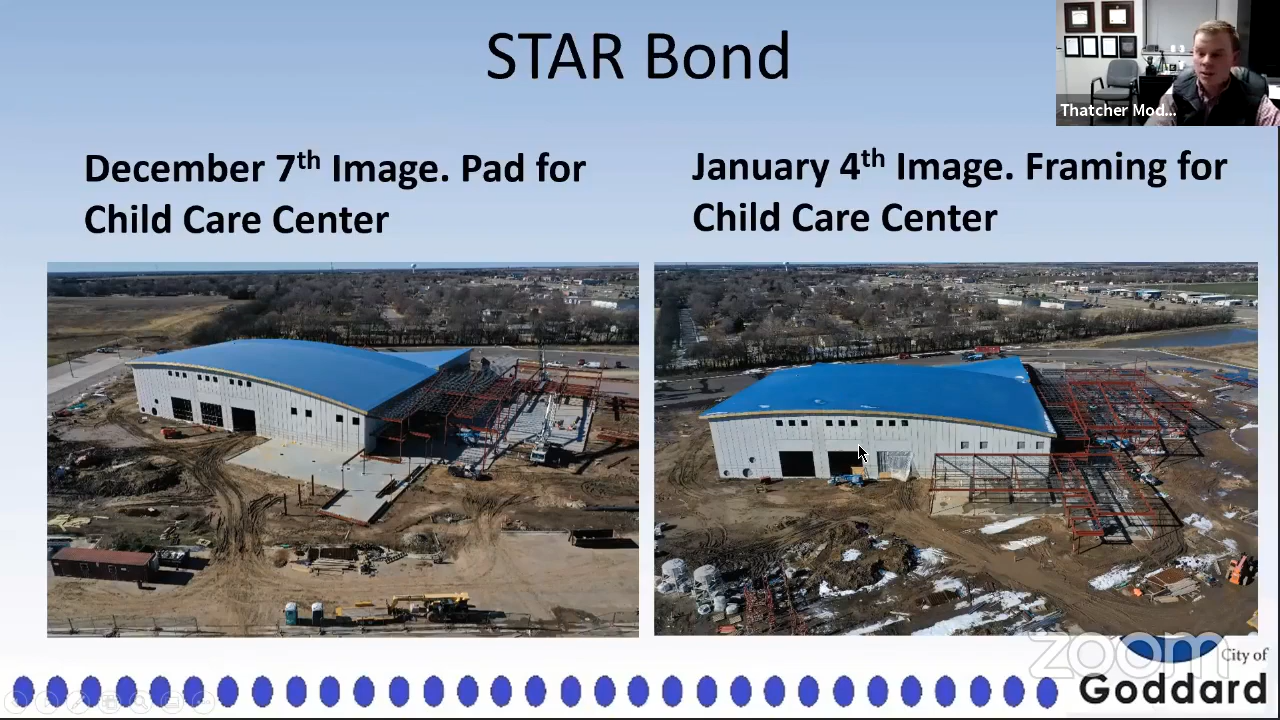 STAR Bond
Thatcher Mod...
December 7th Image. Pad for
Child Care Center
January 4th Image. Framing for
Child Care Center
zoom
City of
Goddard